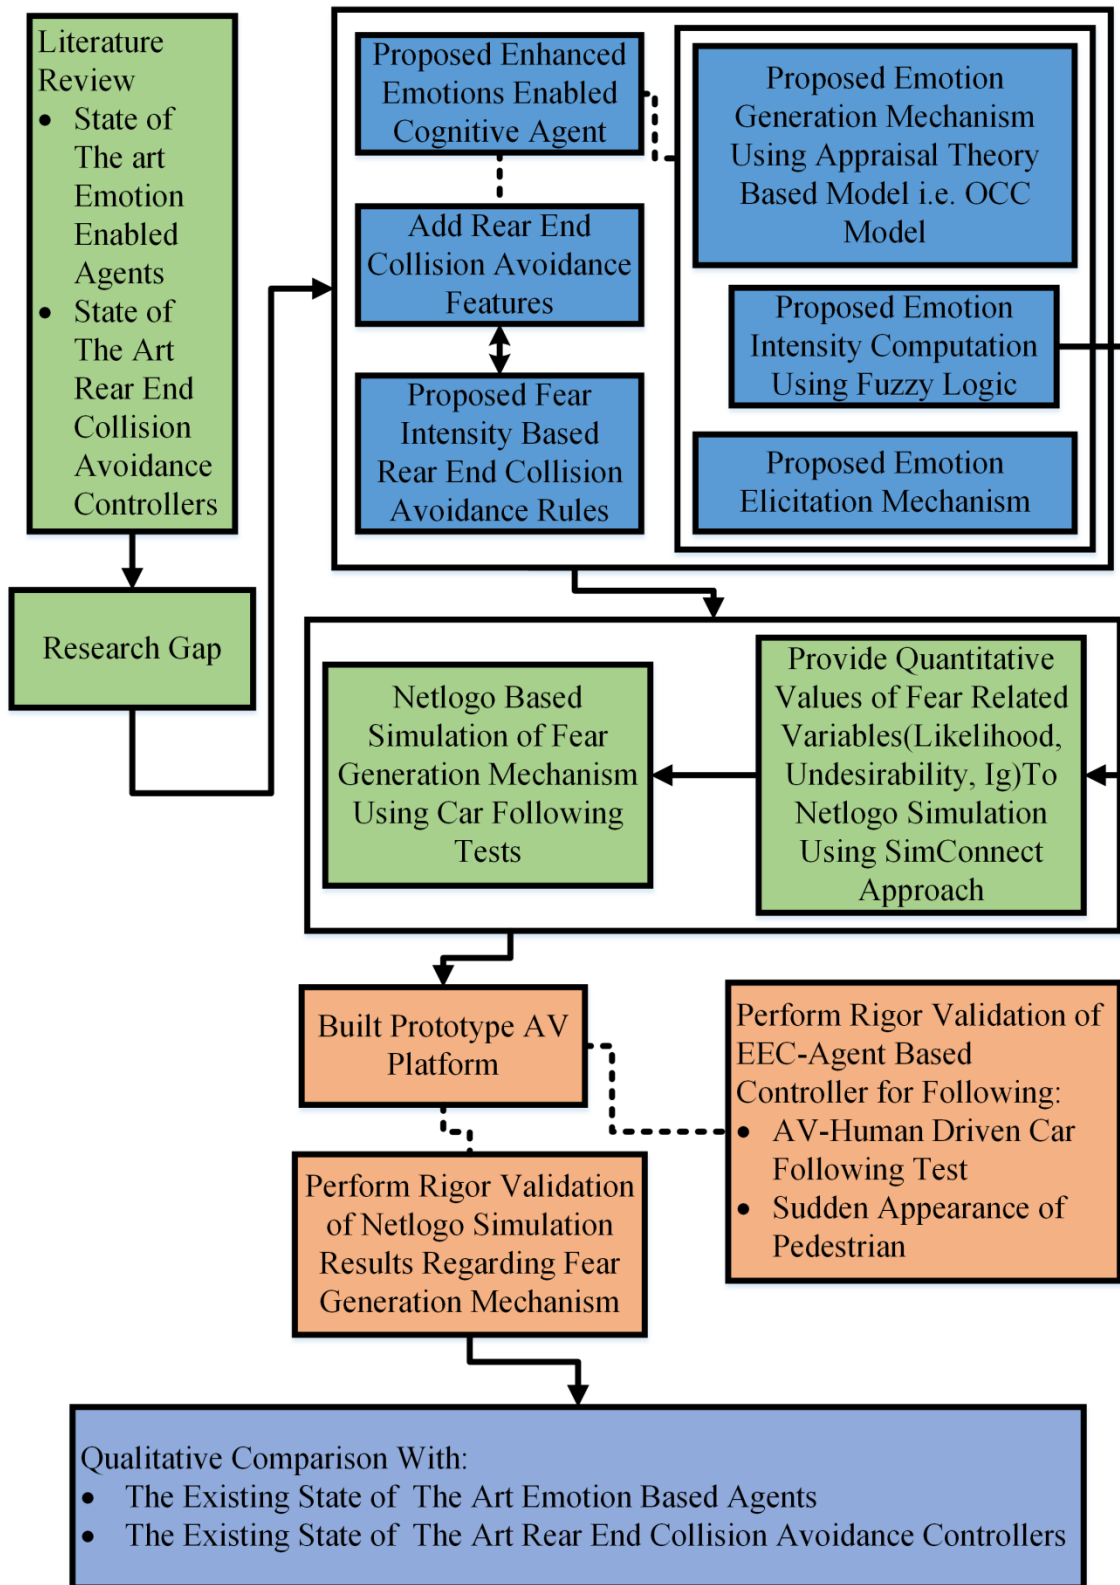 Literature
Review
• State of
The art
Emotion
Enabled
Agents
• State of
The Art
Rear End
Collision
Avoidance
Controllers
Research Gap
Proposed Enhanced
Emotions Enabled
Cognitive Agent
Add Rear End
Collision Avoidance
Features
Proposed Fear
Intensity Based
Rear End Collision
Avoidance Rules
Proposed Emotion
Generation Mechanism
Using Appraisal Theory
Based Model i.e. OCC
Model
Proposed Emotion
Intensity Computation
Using Fuzzy Logic
Proposed Emotion
Elicitation Mechanism
Netlogo Based
Simulation of Fear
Generation Mechanism
Using Car Following
Tests
Provide Quantitative
Values of Fear Related
Variables(Likelihood,
Undesirability, Ig)To
Netlogo Simulation
Using SimConnect
Approach
Built Prototype AV
Platform
Perform Rigor Validation of
EEC-Agent Based
Controller for Following:
• AV-Human Driven Car
Following Test
• Sudden Appearance of
Pedestrian
Perform Rigor Validation
of Netlogo Simulation
Results Regarding Fear
Generation Mechanism
Qualitative Comparison With:
• The Existing State of The Art Emotion Based Agents
• The Existing State of The Art Rear End Collision Avoidance Controllers